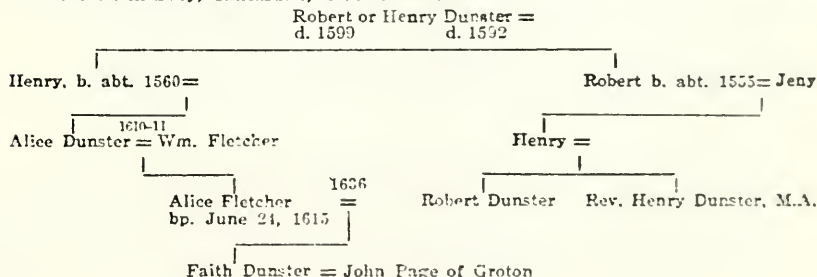 Robert or Henry Dunster =
d. 1599 d. 1592
Henry, b. abt. 1560=
Robert b. abt. 1555= Jeny
1610-11
Alice Dunster = Wm. Fletcher
Henry =
Alice Fletcher 1636 =
bp. June 24, 1615
Robert Dunster Rev. Henry Dunster, M.A.
Faith Dunster = John Page of Groton